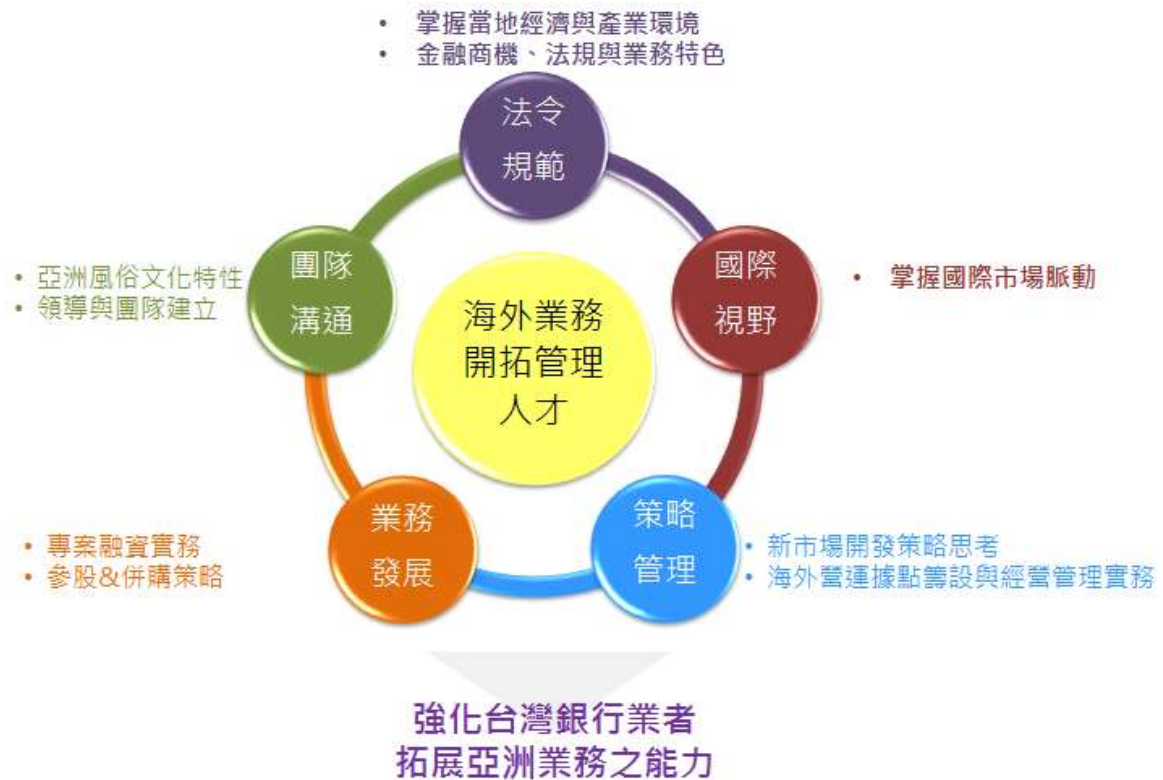 • 掌握當地經濟與產業環境
• 金融商機、法規與業務特色
法令
規範
團隊
溝通
國際
視野
• 亞洲風俗文化特性
• 領導與團隊建立
• 掌握國際市場脈動
海外業務
開拓管理
人才
業務
發展
策略
管理
• 專案融資實務
• 參股&併購策略
• 新市場開發策略思考
• 海外營運據點籌設與經營管理實務
強化台灣銀行業者
拓展亞洲業務之能力